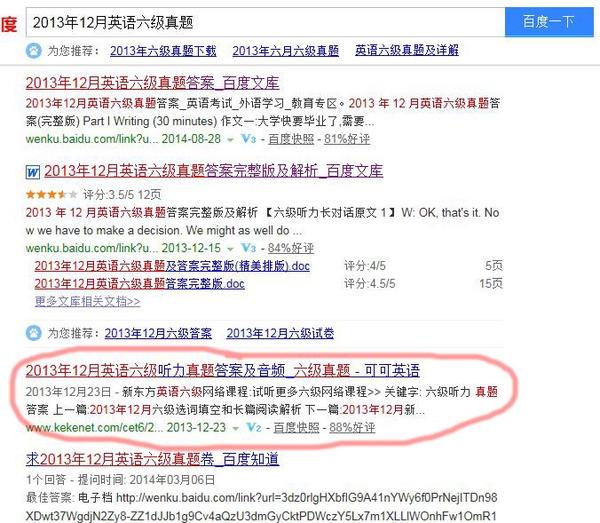 度 2013年12月英语六级真题 百度一下
为您推荐： 2013年六级真题下载 2013年六月六级真题 英语六级真题及详解
2013年12月英语六级真题答案_百度文库
2013年12月英语六级真题答案_英语考试_外语学习_教育专区。2013 年 12 月英语六级真题答
案(完整版) Part I Writing (30 minutes) 作文一:大学快要毕业了,需要...
wenku.baidu.com/link?u... 2014-08-28 V3 - 百度快照 - 81%好评
W 2013年12月英语六级真题答案完整版及解析_百度文库
评分:3.5/5 12页
2013 年 12 月英语六级真题答案完整版及解析 【六级听力长对话原文 1】 W: OK, that's it. No
w we have to make a decision. We might as well do ...
wenku.baidu.com/link?u... 2013-12-15 V3 - 84%好评
2013年12月英语六级真题及答案完整版(精美排版).doc 评分:4/5 5页
2013年12月英语六级真题答案完整版.doc 评分:4.5/5 15页
更多文库相关文档>>
为您推荐： 2013年12月六级答案 2013年12月六级试卷
2013年12月英语六级听力真题答案及音频_六级真题 - 可可英语
2013年12月23日 - 新东方英语六级网络课程:试听更多六级网络课程>> 关键字: 六级听力 真题
答案 上一篇:2013年12月六级选词填空和长篇阅读解析 下一篇:2013年12月新...
www.kekenet.com/cet6/2... 2013-12-23 V2 - 百度快照 - 88%好评
求2013年12月英语六级真题卷_百度知道
1个回答 - 提问时间: 2014年03月06日
最佳答案: 电子档 http://wenku.baidu.com/link?url=3dz0rlgHXbfIG9A41nYWy6f0PrNejITDn98
XDwt37WgdjN2Zy8-ZZ1dJJb1g9Cv4aQzU3dmGyCktPDWczY5Lx7m1XLLlWOnhFw1OmR1